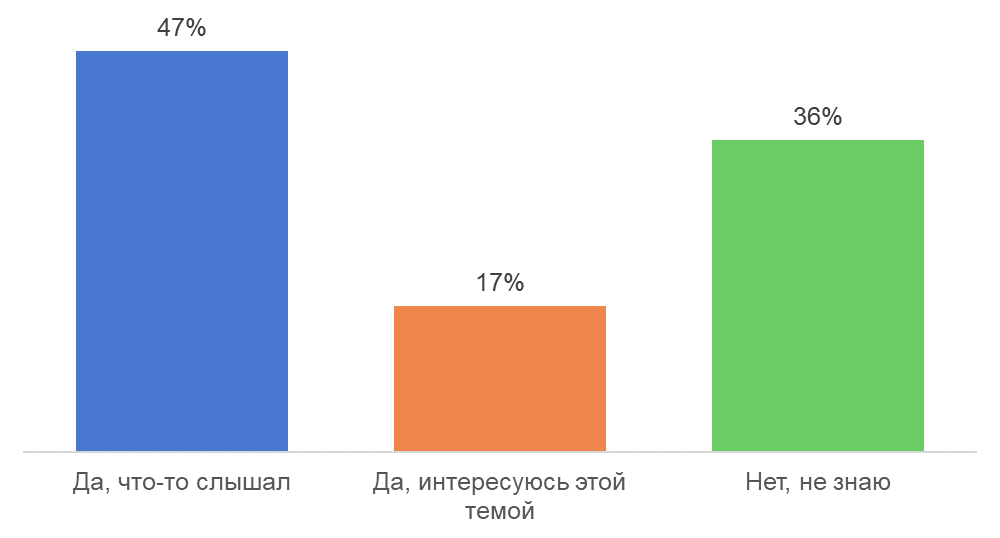 47%
36%
17%
Да, что-то слышал
Да, интересуюсь этой
темой
Нет, не знаю